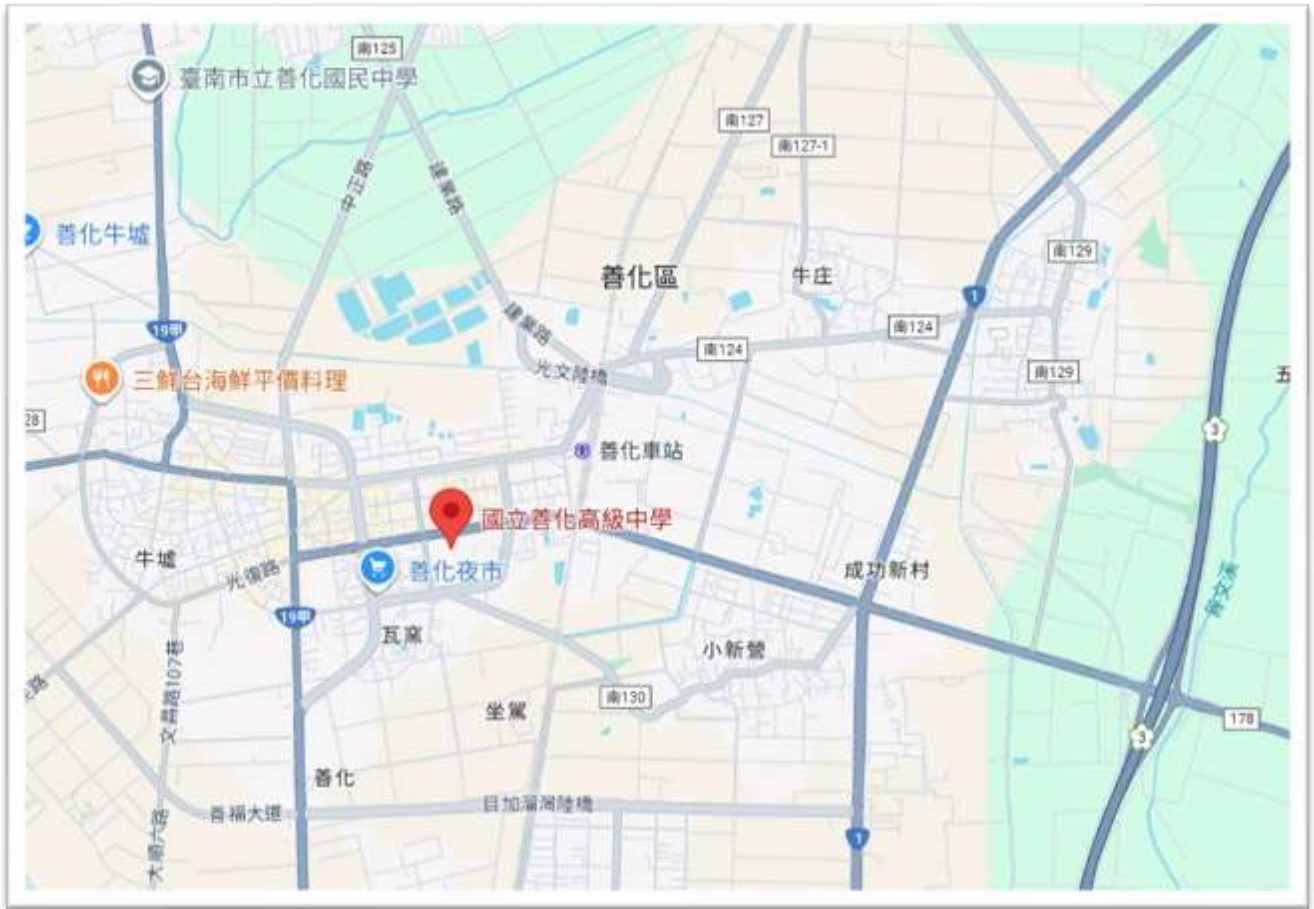 南125
臺南市立善化國民中學
南127
南127-1
中正路
建業路
善化牛墟
善化區
牛庄
南129
1
19甲
建業路
光文陸橋
南124
南124
三鮮台海鮮平價料理
南129
五
28
3
善化車站
國立善化高級中學
牛墟
光復路
善化夜市
成功新村
曾文溪
19甲
瓦窯
小新營
南130
文昌路107巷
坐駕
178
3
善化
善福大道
目加溜灣陸橋
大順六路
1